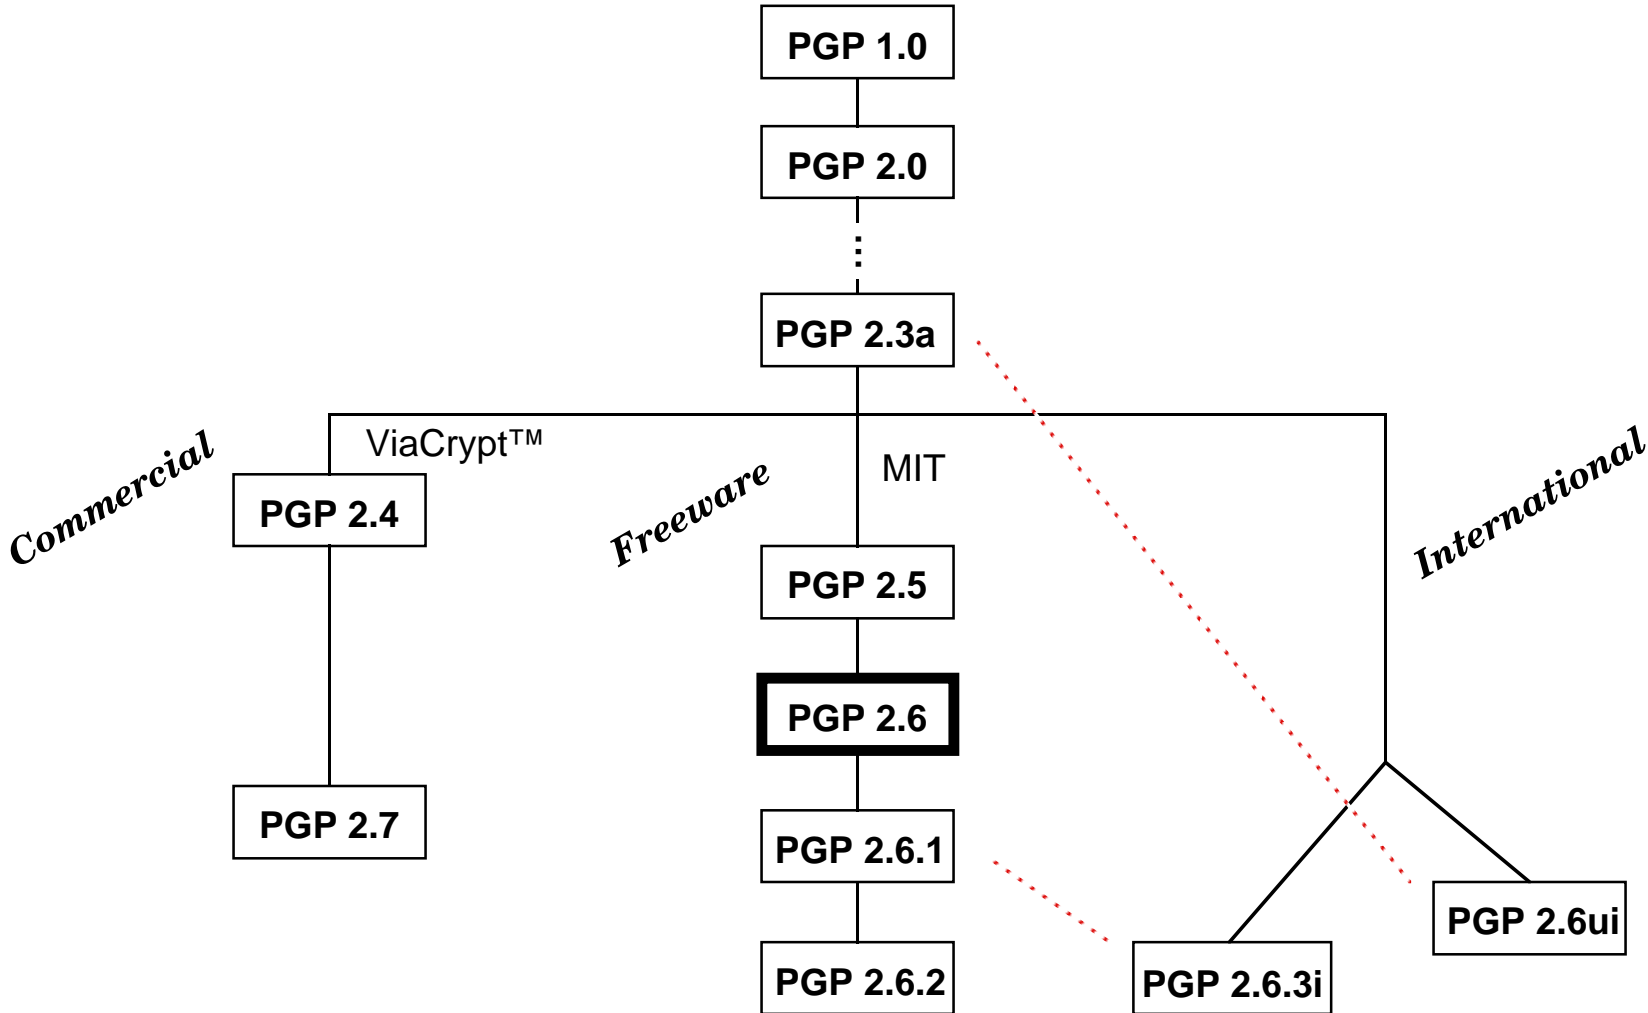 PGP 1.0
PGP 2.0
PGP 2.3a
ViaCrypt™
MIT
Commercial
Freeware
International
PGP 2.4
PGP 2.5
PGP 2.6
PGP 2.7
PGP 2.6.1
PGP 2.6ui
PGP 2.6.2
PGP 2.6.3i